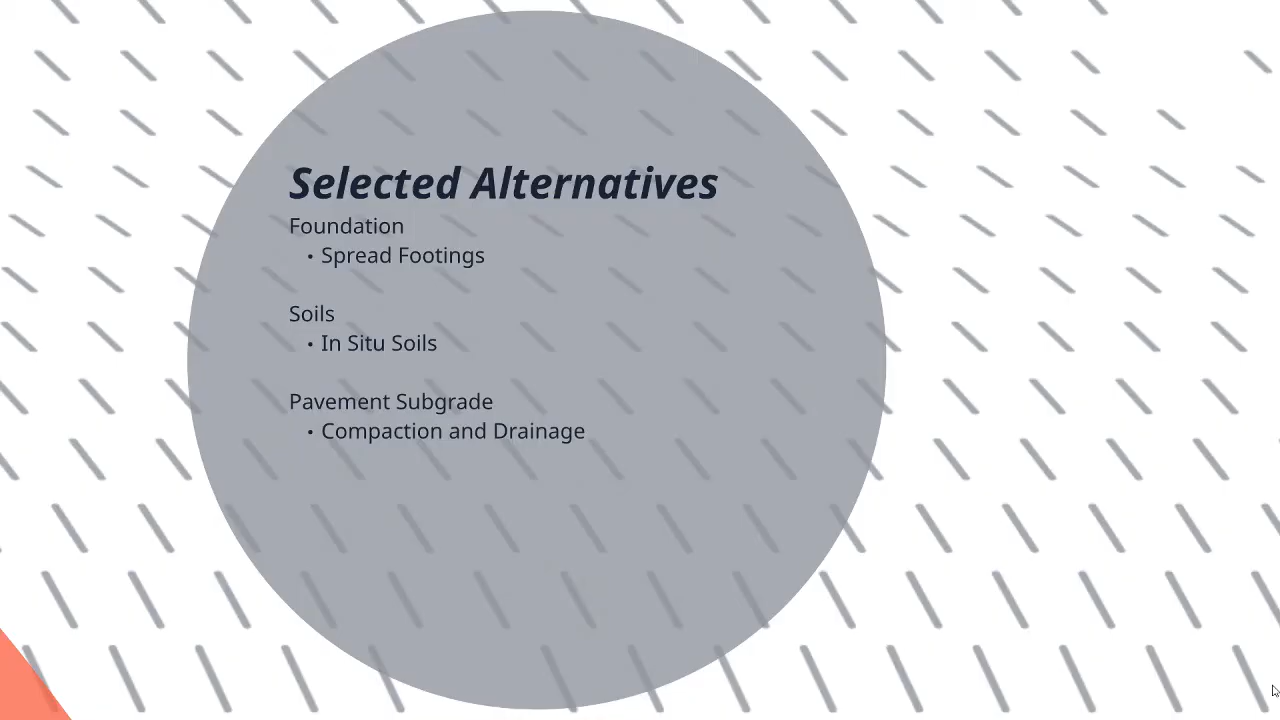 Selected Alternatives
Foundation
• Spread Footings
Soils
• In Situ Soils
Pavement Subgrade
• Compaction and Drainage